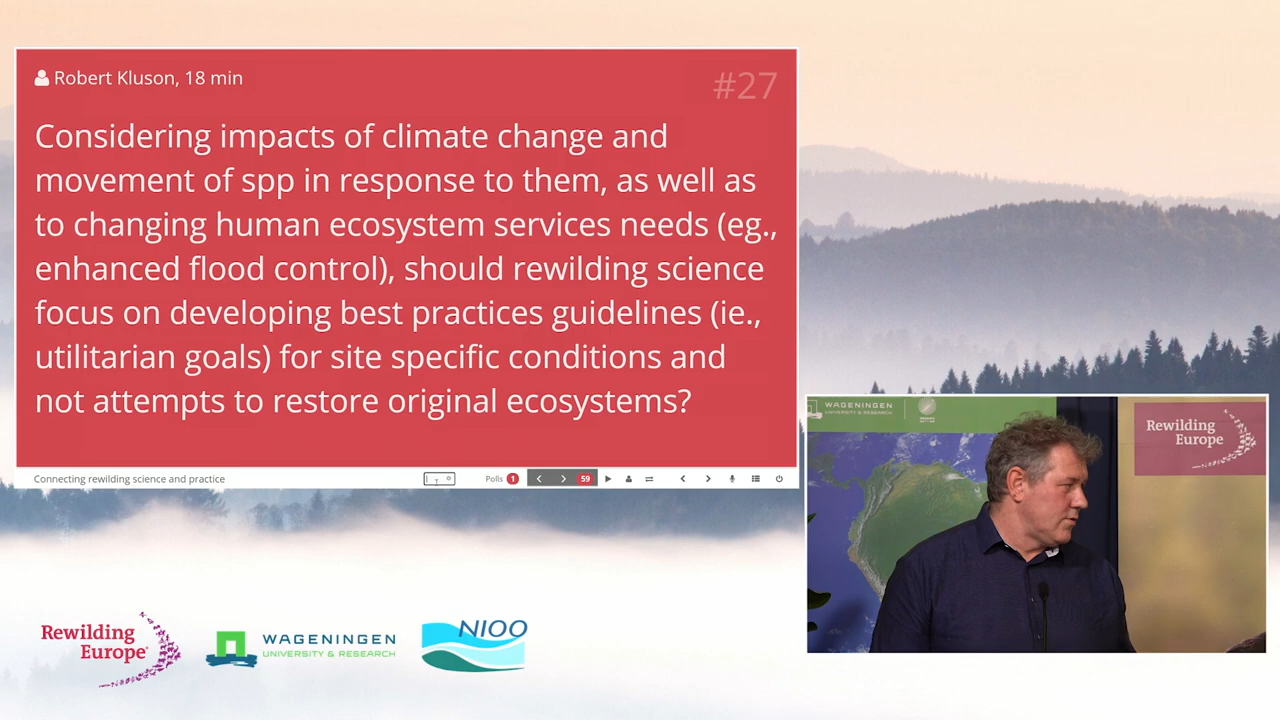 Robert Kluson, 18 min
#27
Considering impacts of climate change and
movement of spp in response to them, as well as
to changing human ecosystem services needs (eg.,
enhanced flood control), should rewilding science
focus on developing best practices guidelines (ie.,
utilitarian goals) for site specific conditions and
not attempts to restore original ecosystems?
Connecting rewilding science and practice
Polls 1
59
WAGENINGEN
UNIVERSITY & RESEARCH
Rewilding
Europe
Rewilding
Europe
WAGENINGEN
UNIVERSITY & RESEARCH
NIOO